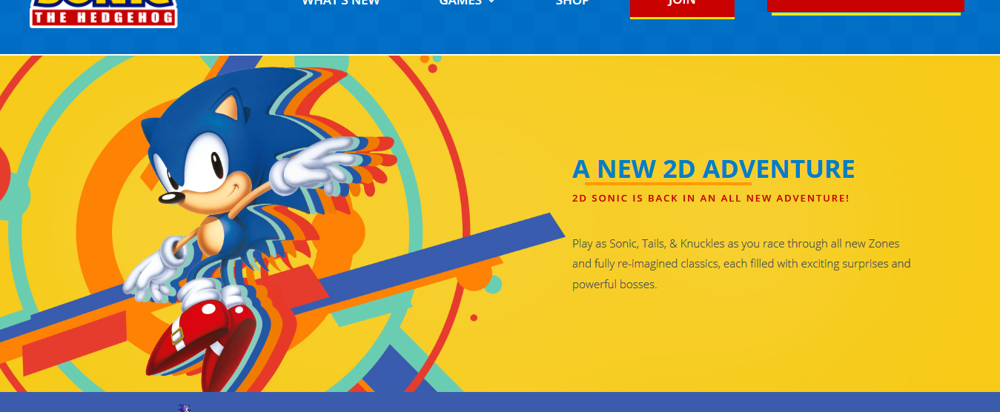 SONIC
THE HEDGEHOG
WHAT'S NEW
GAMES
SHOP
JOIN
A NEW 2D ADVENTURE
2D SONIC IS BACK IN AN ALL NEW ADVENTURE!
Play as Sonic, Tails, & Knuckles as you race through all new Zones
and fully re-imagined classics, each filled with exciting surprises and
powerful bosses.